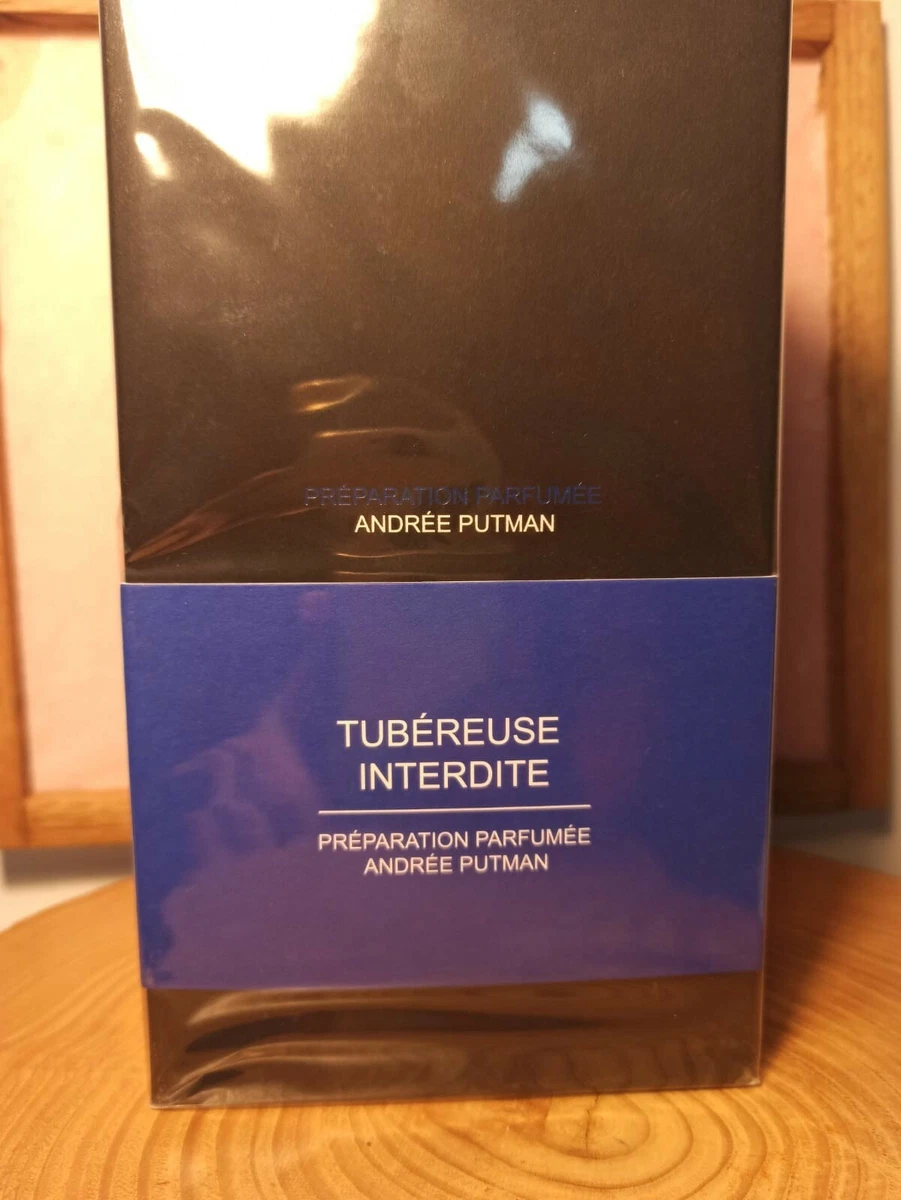 PRÉPARATION PARFUMÉE
ANDRÉE PUTMAN
TUBÉREUSE
INTERDITE
PRÉPARATION PARFUMÉE
ANDRÉE PUTMAN